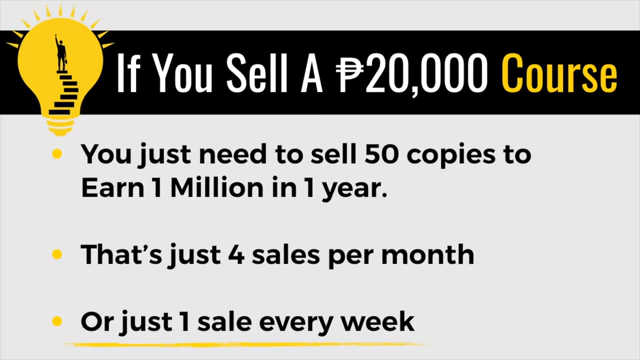 If You Sell A ₱20,000 Course
• You just need to sell 50 copies to
Earn 1 Million in 1 year.
• That's just 4 sales per month
• Or just 1 sale every week